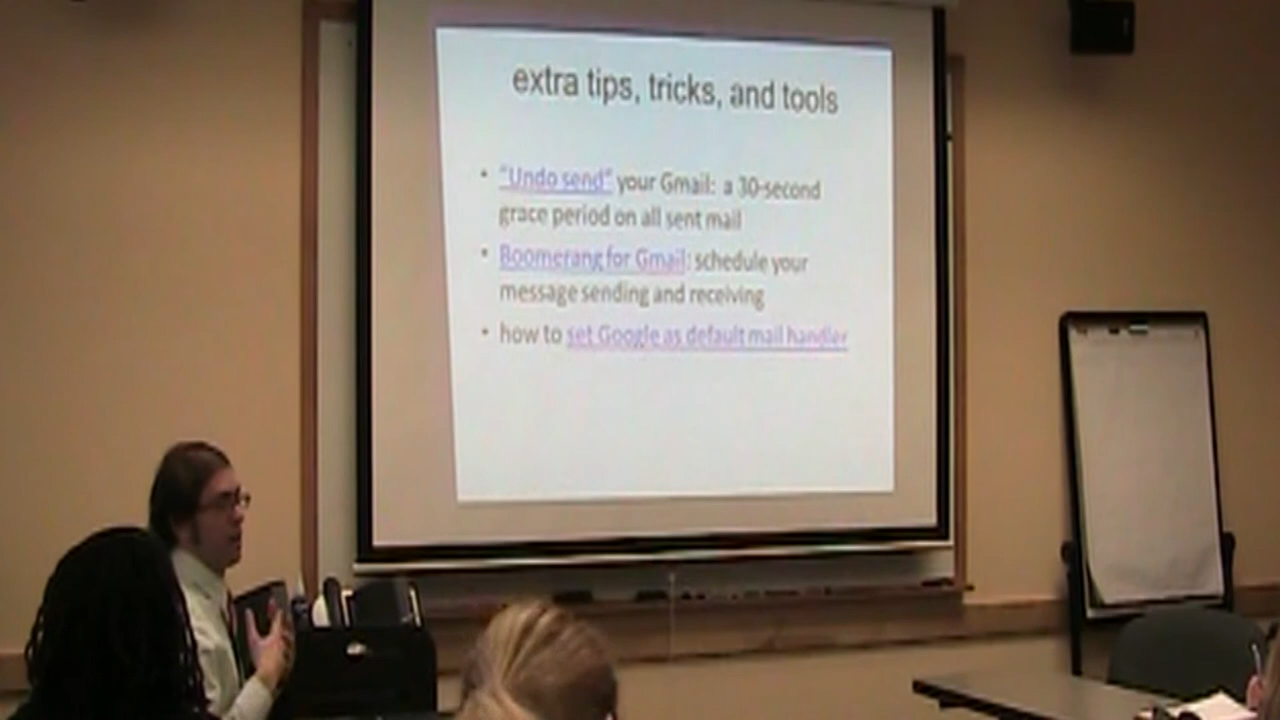 extra tips, tricks, and tools
• "Undo send" your Gmail: a 30-second
grace period on all sent mail
• Boomerang for Gmail: schedule your
message sending and receiving
• how to set Google as default mail handler